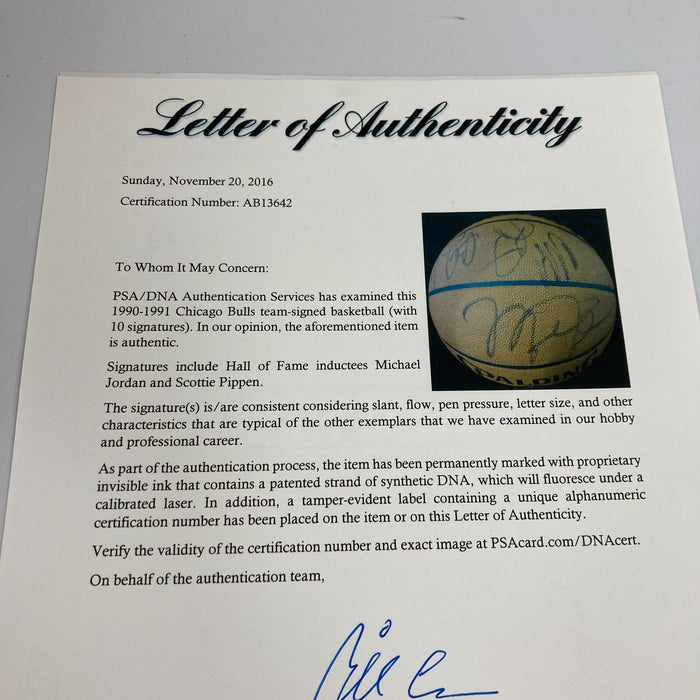 Letter of Authenticity
Sunday, November 20, 2016
Certification Number: AB13642
To Whom It May Concern:
PSA/DNA Authentication Services has examined this
1990-1991 Chicago Bulls team-signed basketball (with
10 signatures). In our opinion, the aforementioned item
is authentic.
Signatures include Hall of Fame inductees Michael
Jordan and Scottie Pippen.
SPALDING
The signature(s) is/are consistent considering slant, flow, pen pressure, letter size, and other
characteristics that are typical of the other exemplars that we have examined in our hobby
and professional career.
As part of the authentication process, the item has been permanently marked with proprietary
invisible ink that contains a patented strand of synthetic DNA, which will fluoresce under a
calibrated laser. In addition, a tamper-evident label containing a unique alphanumeric
certification number has been placed on the item or on this Letter of Authenticity.
Verify the validity of the certification number and exact image at PSAcard.com/DNAcert.
On behalf of the authentication team,